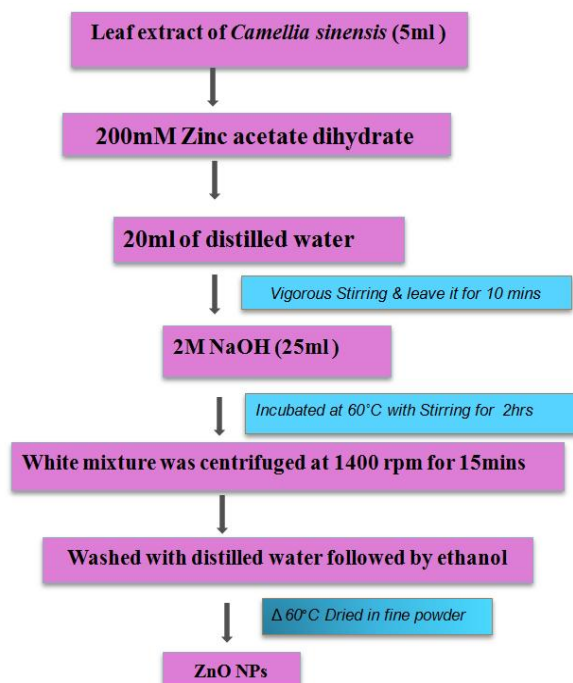 Leaf extract of Camellia sinensis (5ml )
200mM Zinc acetate dihydrate
20ml of distilled water
Vigorous Stirring & leave it for 10 mins
2M NaOH (25ml )
Incubated at 60°C with Stirring for 2hrs
White mixture was centrifuged at 1400 rpm for 15mins
Washed with distilled water followed by ethanol
Δ 60°C Dried in fine powder
ZnO NPs